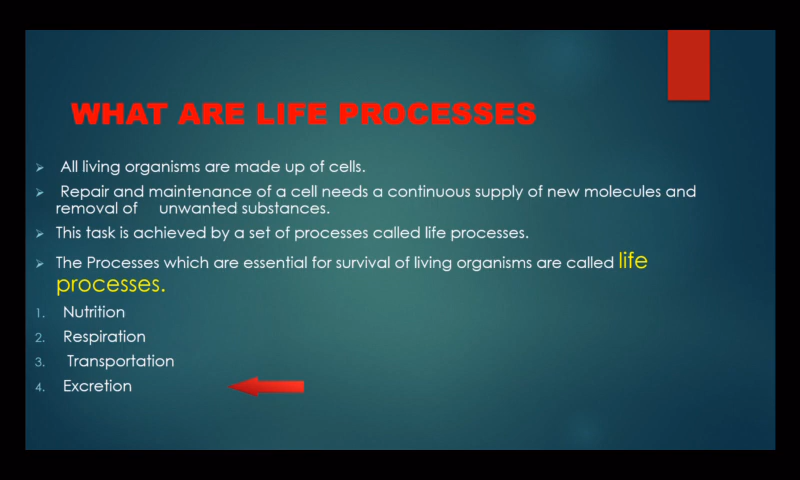 WHAT ARE LIFE PROCESSES
➢ All living organisms are made up of cells.
➢ Repair and maintenance of a cell needs a continuous supply of new molecules and
removal of unwanted substances.
➢ This task is achieved by a set of processes called life processes.
➢ The Processes which are essential for survival of living organisms are called life
processes.
1. Nutrition
2. Respiration
3. Transportation
4. Excretion